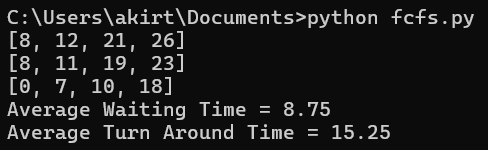 C:\Users\akirt\Documents>python fcfs.py
[8, 12, 21, 26]
[8, 11, 19, 23]
[0, 7, 10, 18]
Average Waiting Time = 8.75
Average Turn Around Time = 15.25